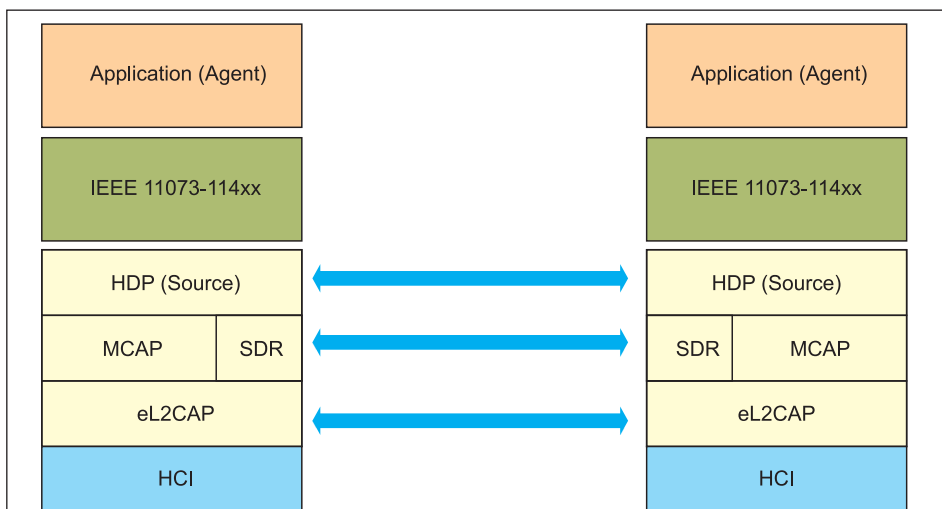 Application (Agent)
IEEE 11073-114xx
HDP (Source)
MCAP
SDR
eL2CAP
HCI
Application (Agent)
IEEE 11073-114xx
HDP (Source)
SDR
MCAP
eL2CAP
HCI